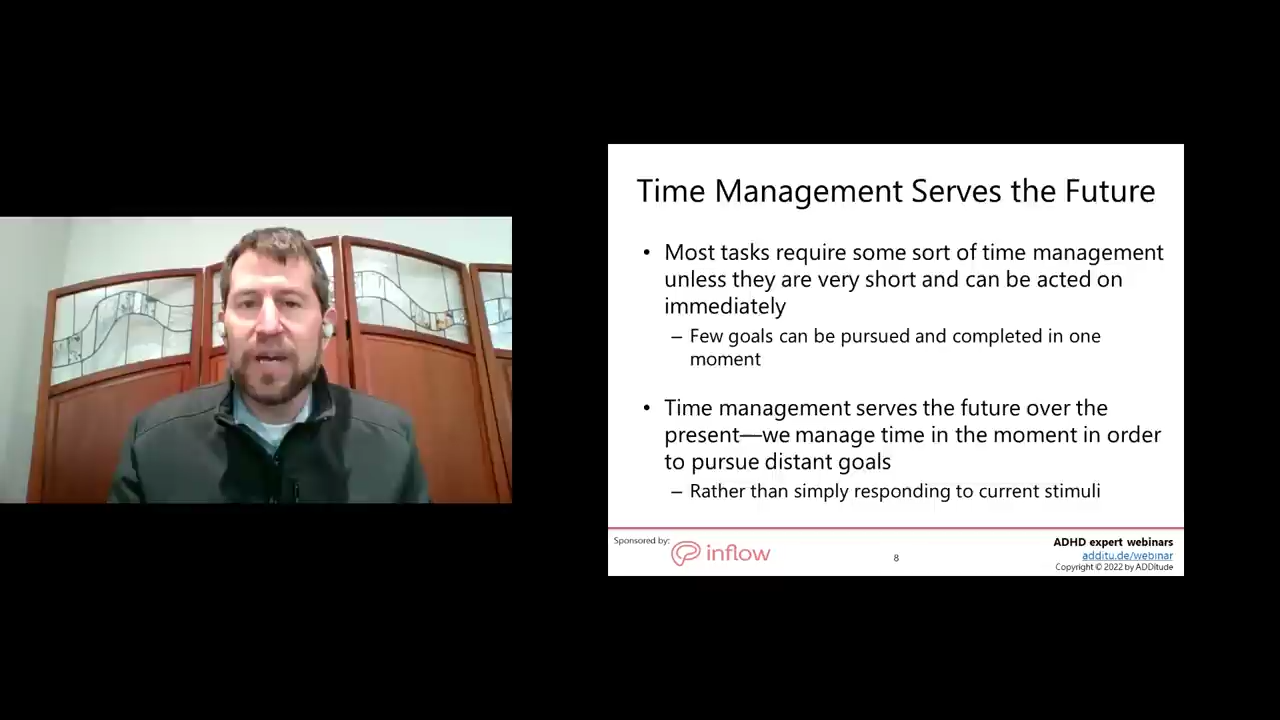 Time Management Serves the Future
• Most tasks require some sort of time management
unless they are very short and can be acted on
immediately
– Few goals can be pursued and completed in one
moment
• Time management serves the future over the
present—we manage time in the moment in order
to pursue distant goals
– Rather than simply responding to current stimuli
Sponsored by:
inflow
8
ADHD expert webinars
additu.de/webinar
Copyright © 2022 by ADDitude